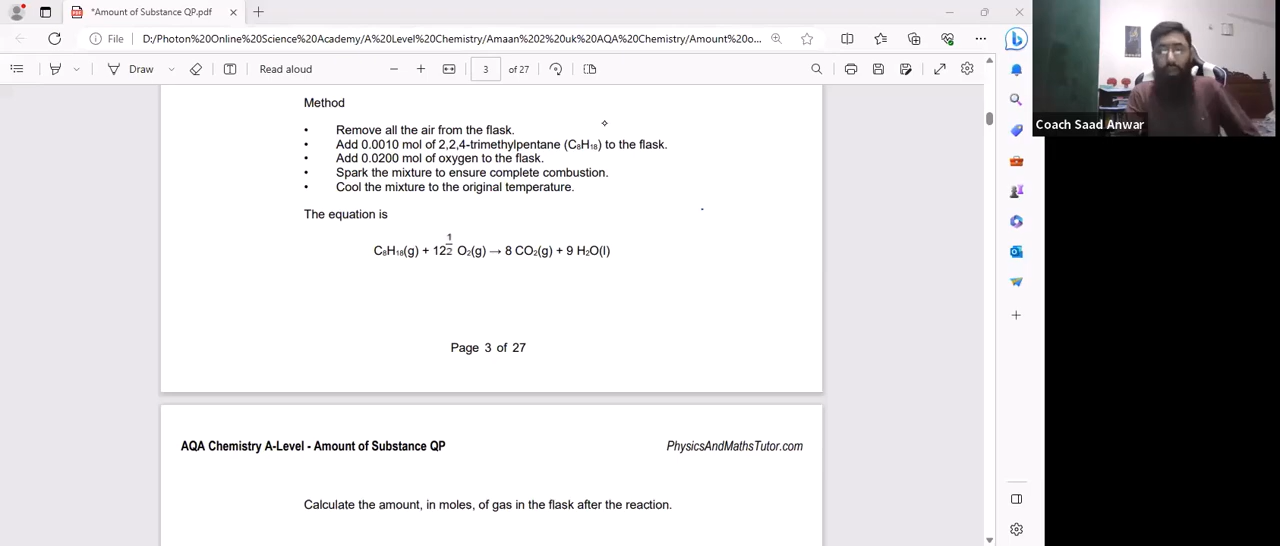 *Amount of Substance QP.pdf
File
D:/Photon%20Online%20Science%20Academy/A%20Level%20Chemistry/Amaan%202%20uk%20AQA%20Chemistry/Amount%20o...
Draw
Read aloud
3
of 27
Coach Saad Anwar
Method
• Remove all the air from the flask.
• Add 0.0010 mol of 2,2,4-trimethylpentane (C₈H₁₈) to the flask.
• Add 0.0200 mol of oxygen to the flask.
• Spark the mixture to ensure complete combustion.
• Cool the mixture to the original temperature.
The equation is
C₈H₁₈(g) + 12½ O₂(g) → 8 CO₂(g) + 9 H₂O(l)
Page 3 of 27
AQA Chemistry A-Level - Amount of Substance QP
PhysicsAndMathsTutor.com
Calculate the amount, in moles, of gas in the flask after the reaction.